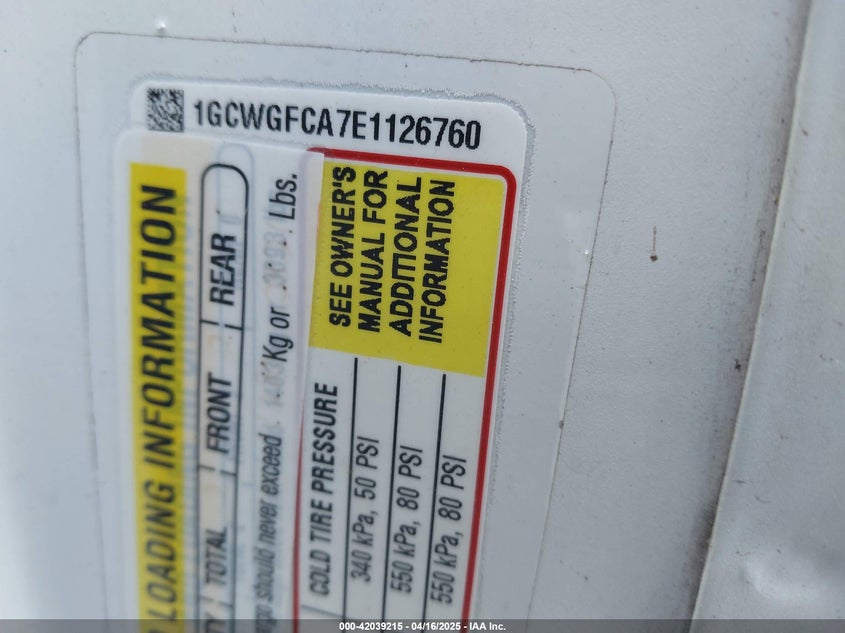 1GCWGFCA7E1126760
LOADING INFORMATION
TOTAL FRONT REAR
should never exceed Kg or Lbs.
COLD TIRE PRESSURE
340 kPa, 50 PSI
550 kPa, 80 PSI
550 kPa, 80 PSI
SEE OWNER'S
MANUAL FOR
ADDITIONAL
INFORMATION
000-42039215 - 04/16/2025 - IAA Inc.